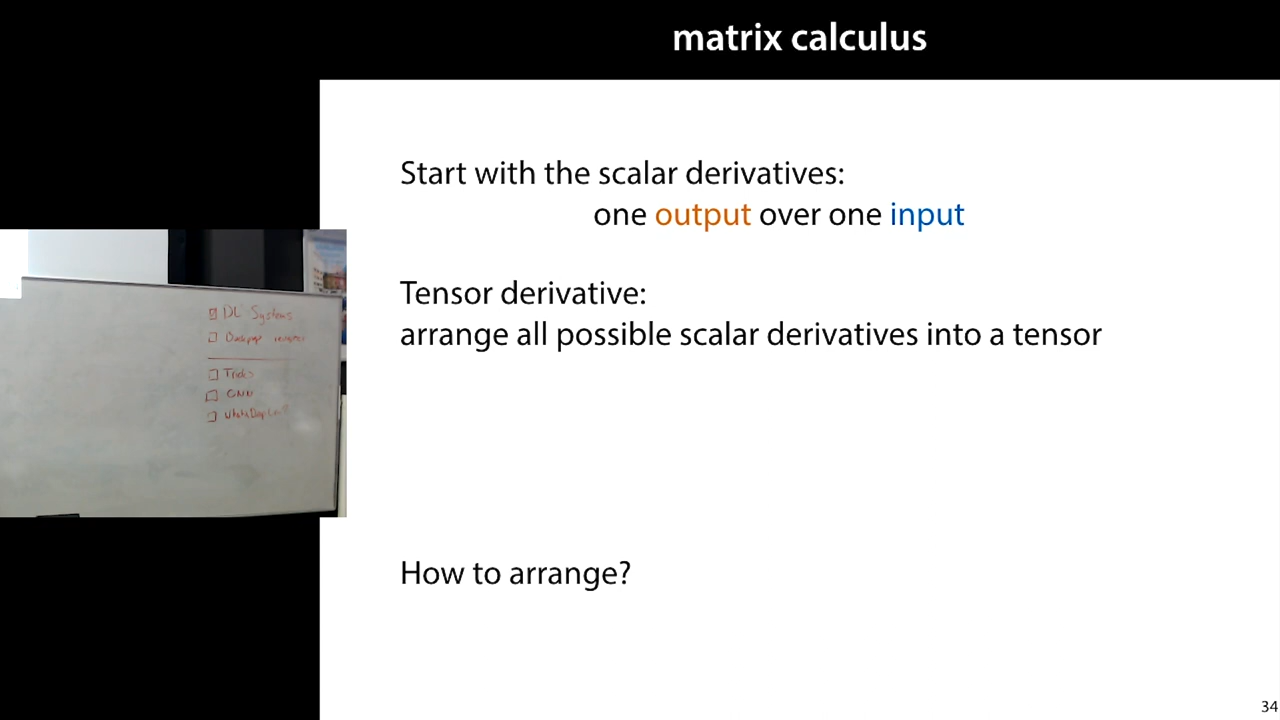 matrix calculus
Start with the scalar derivatives:
one output over one input
Tensor derivative:
arrange all possible scalar derivatives into a tensor
How to arrange?
34
DL Systems
Tricks